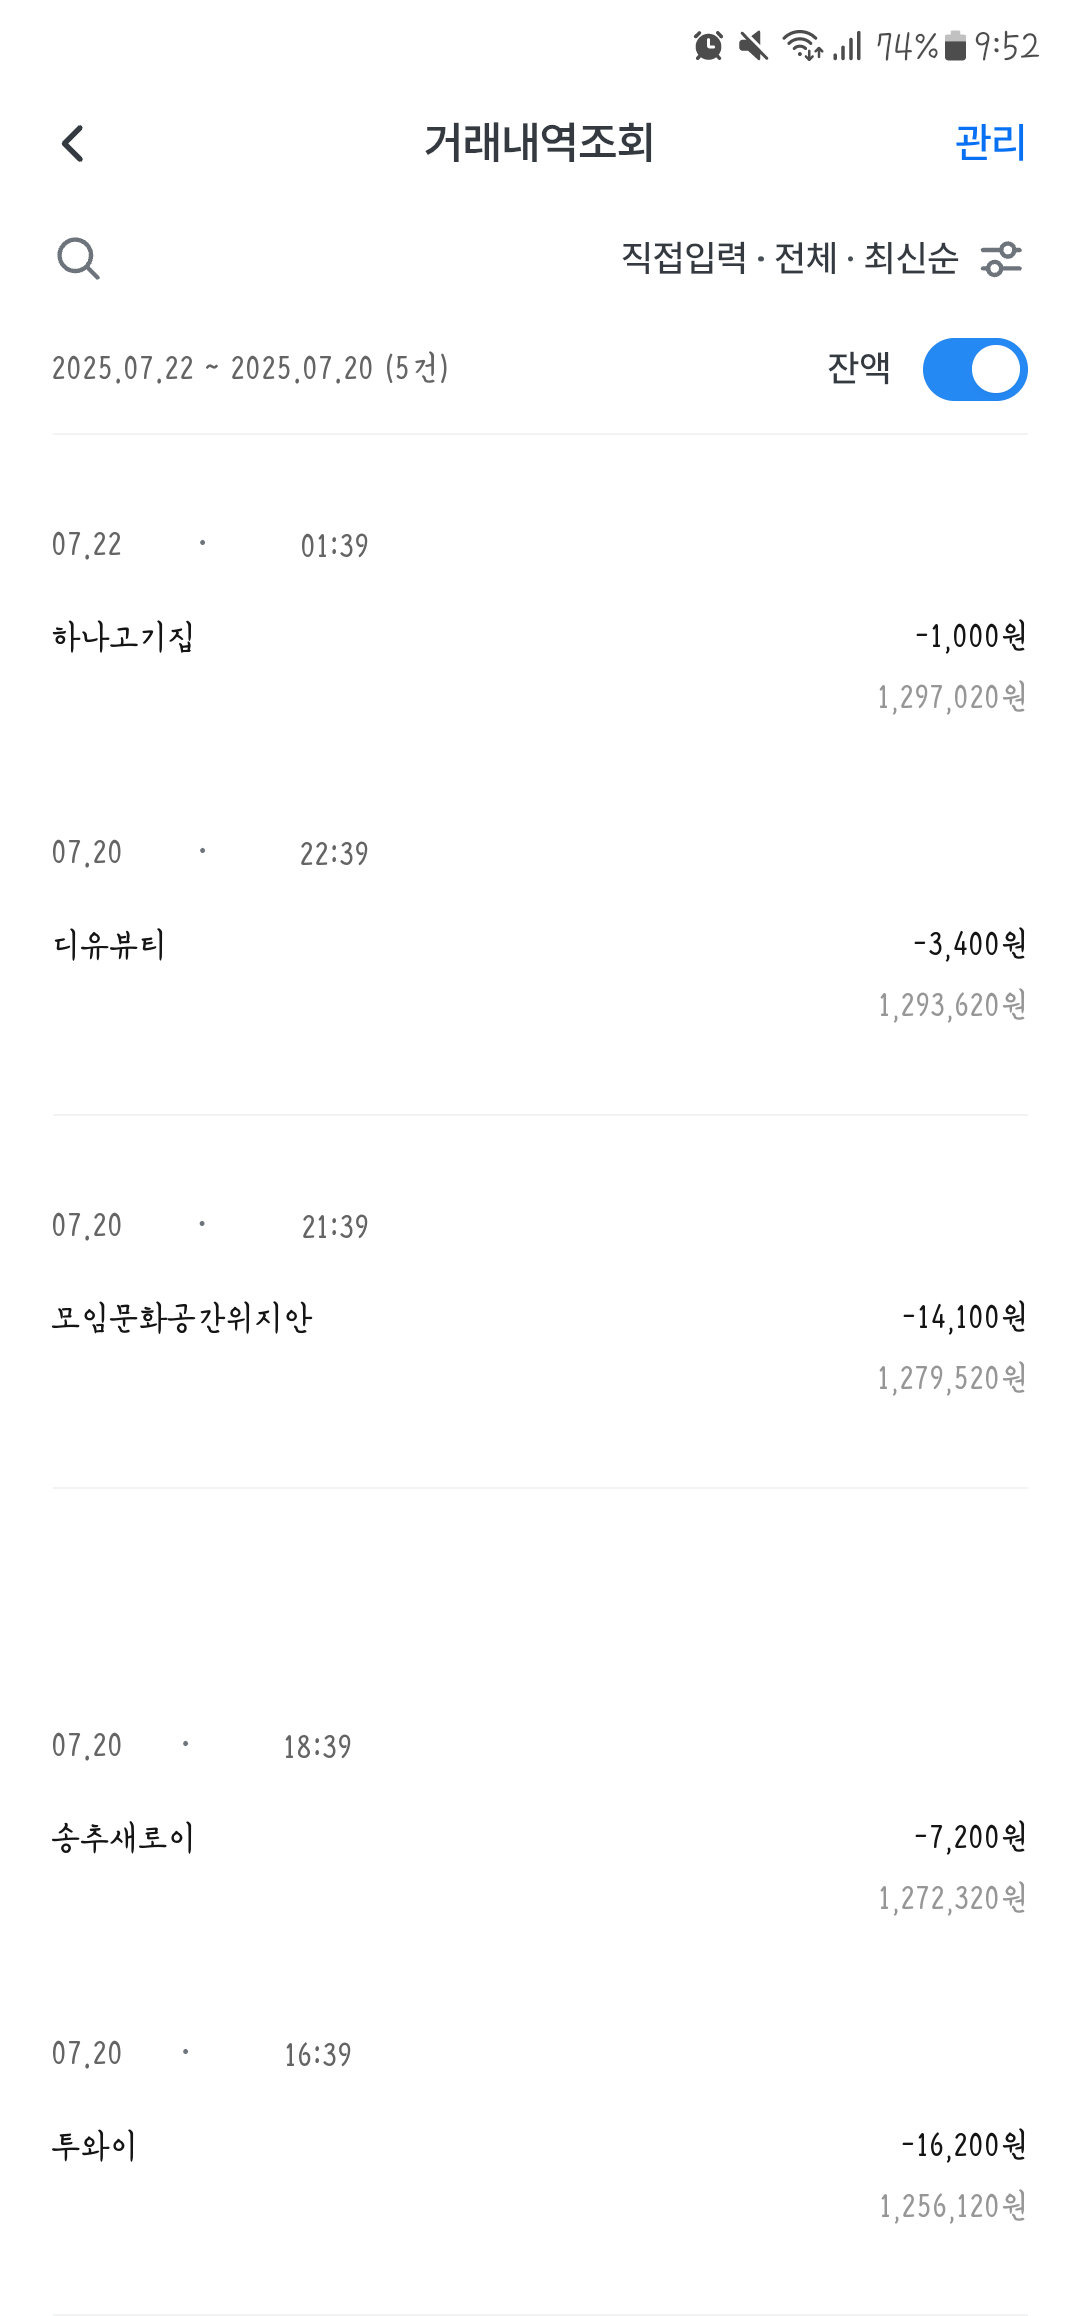 74% 9:52
거래내역조회 관리
직접입력 · 전체 · 최신순
2025.07.22 ~ 2025.07.20 (5건) 잔액
07.22 · 01:39
하나고기집 -1,000원
1,297,020원
07.20 · 22:39
디유뷰티 -3,400원
1,293,620원
07.20 · 21:39
모임문화공간위지안 -14,100원
1,279,520원
07.20 · 18:39
송추새로이 -7,200원
1,272,320원
07.20 · 16:39
투와이 -16,200원
1,256,120원